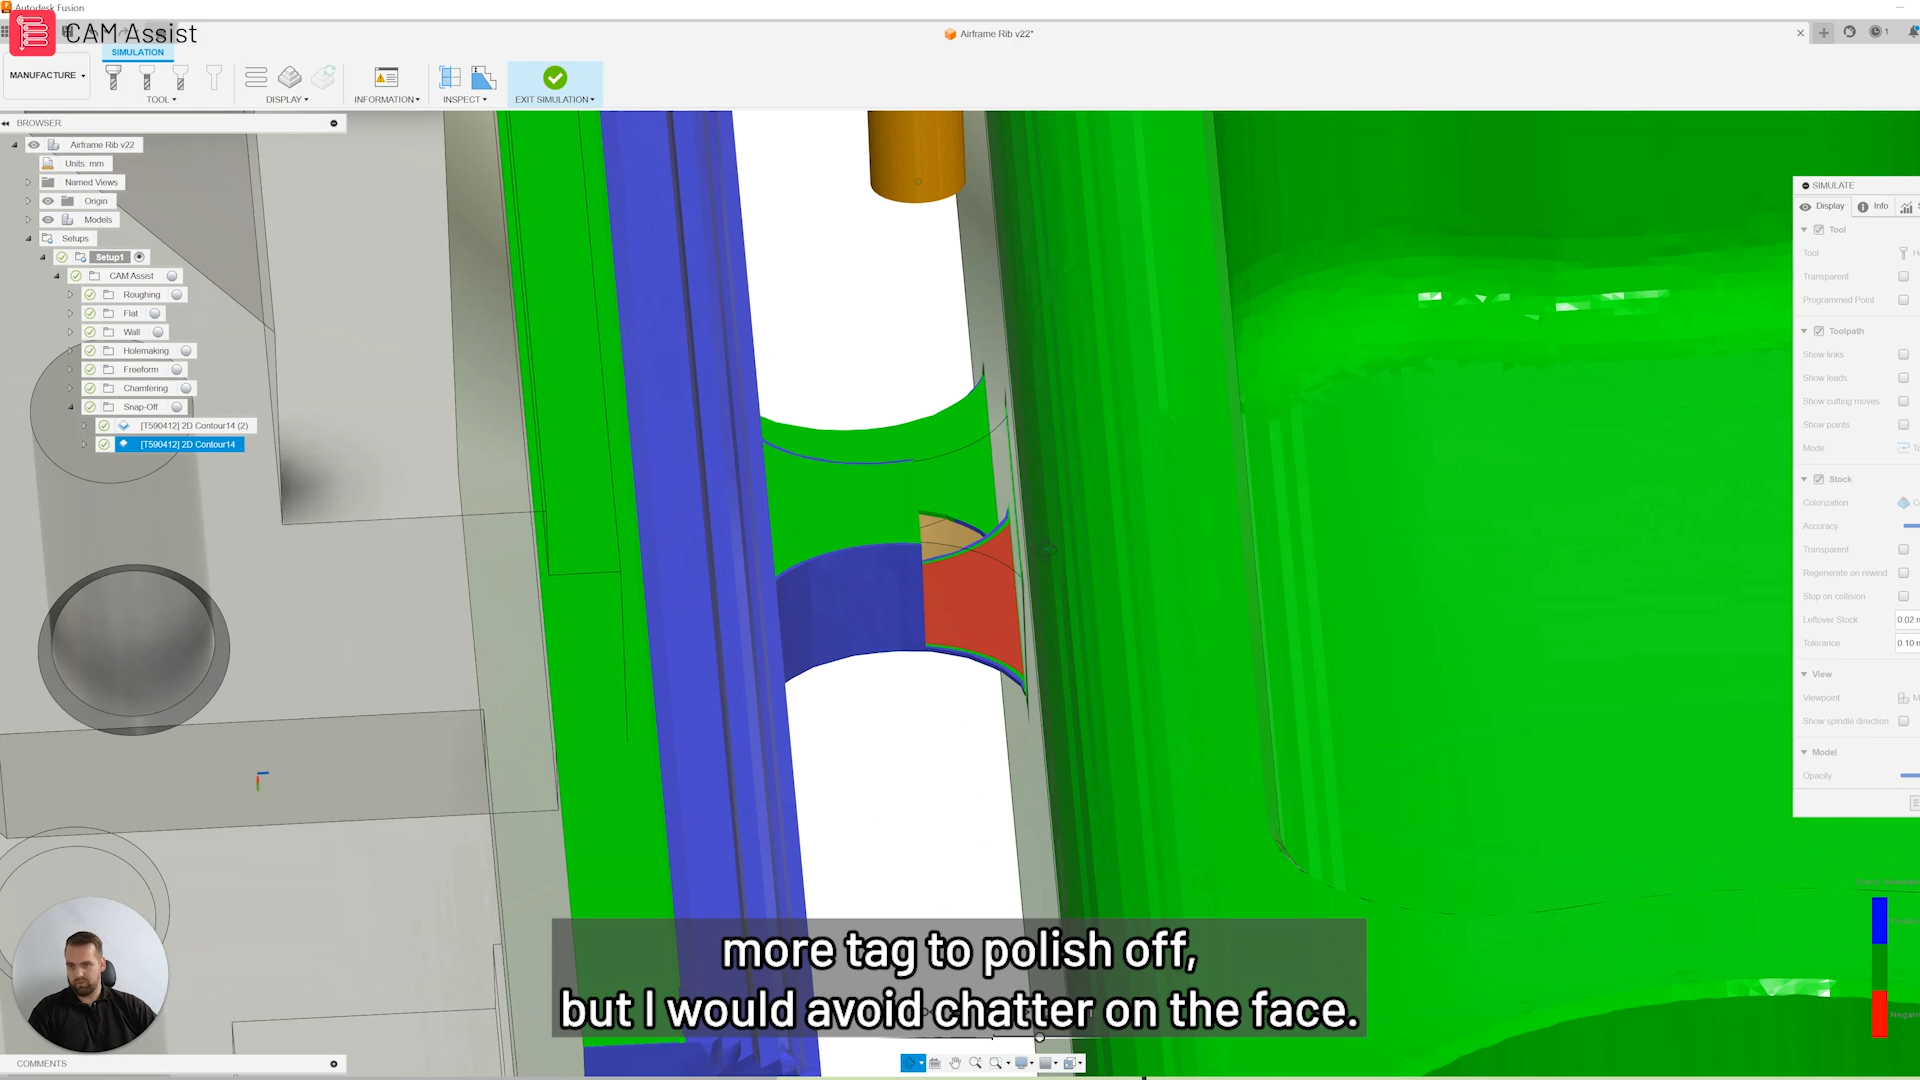 Autodesk Fusion
CAM Assist
Airframe Rib v22*
1
SIMULATION
MANUFACTURE
TOOL
DISPLAY
INFORMATION
INSPECT
EXIT SIMULATION
BROWSER
Airframe Rib v22
Units: mm
Named Views
Origin
Models
Setups
Setup1
CAM Assist
Roughing
Flat
Wall
Holemaking
Freeform
Chamfering
Snap-Off
[T590412] 2D Contour14 (2)
[T590412] 2D Contour14
SIMULATE
Display
Info
Tool
Tool
Transparent
Programmed Point
Toolpath
Show links
Show leads
Show cutting moves
Show points
Mode
Stock
Colorization
Accuracy
Transparent
Regenerate on rewind
Stop on collision
Leftover Stock
0.02
Tolerance
0.10
View
Viewpoint
Show spindle direction
Model
Opacity
more tag to polish off,
but I would avoid chatter on the face.
COMMENTS